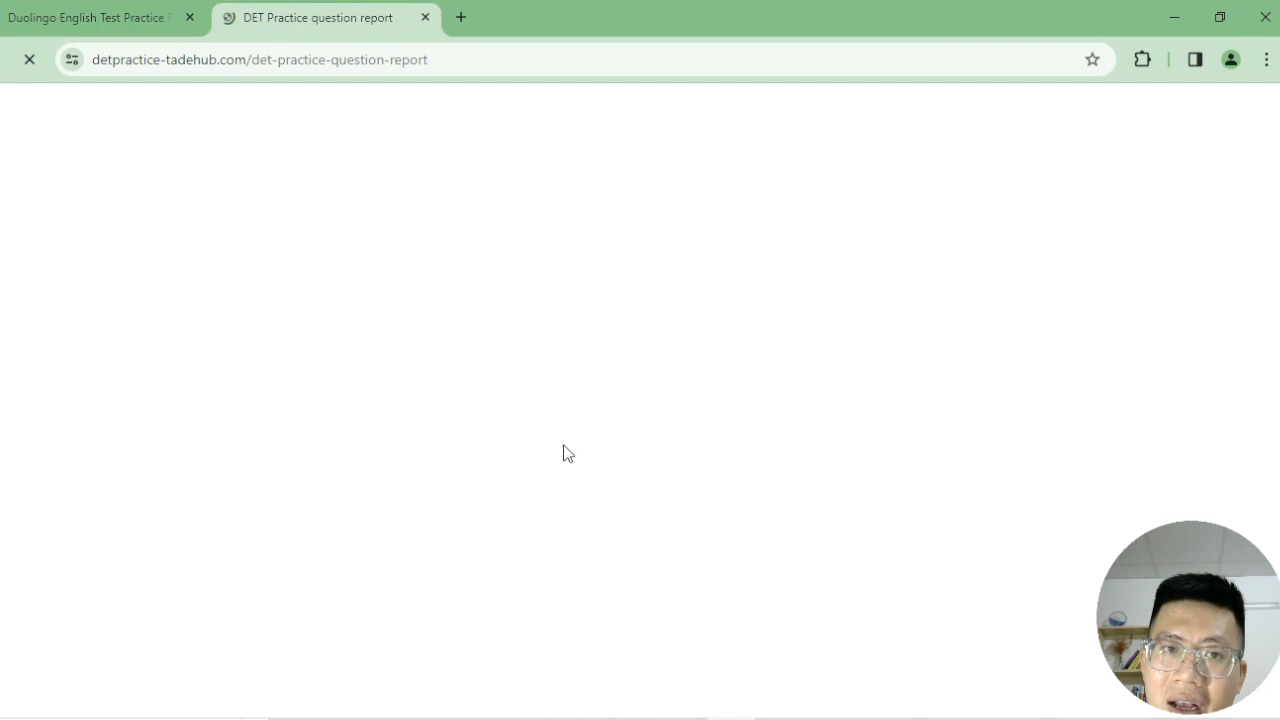 Duolingo English Test Practice
DET Practice question report
detpractice-tadehub.com/det-practice-question-report